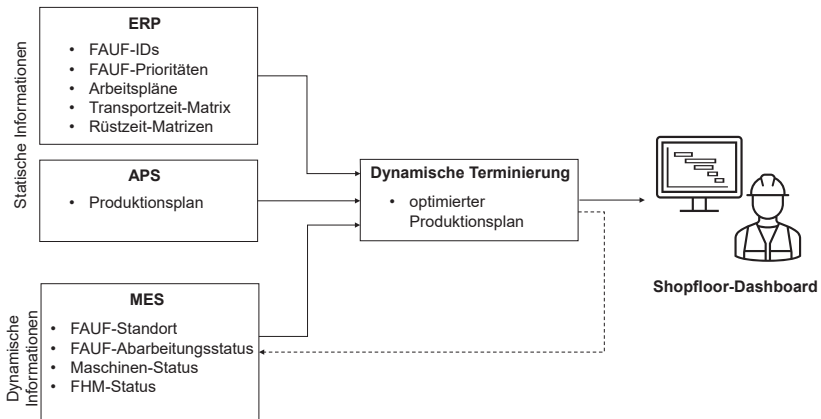 Statische Informationen
ERP
• FAUF-IDs
• FAUF-Prioritäten
• Arbeitspläne
• Transportzeit-Matrix
• Rüstzeit-Matrizen
APS
• Produktionsplan
Dynamische
Informationen
MES
• FAUF-Standort
• FAUF-Abarbeitungsstatus
• Maschinen-Status
• FHM-Status
Dynamische Terminierung
• optimierter
Produktionsplan
Shopfloor-Dashboard